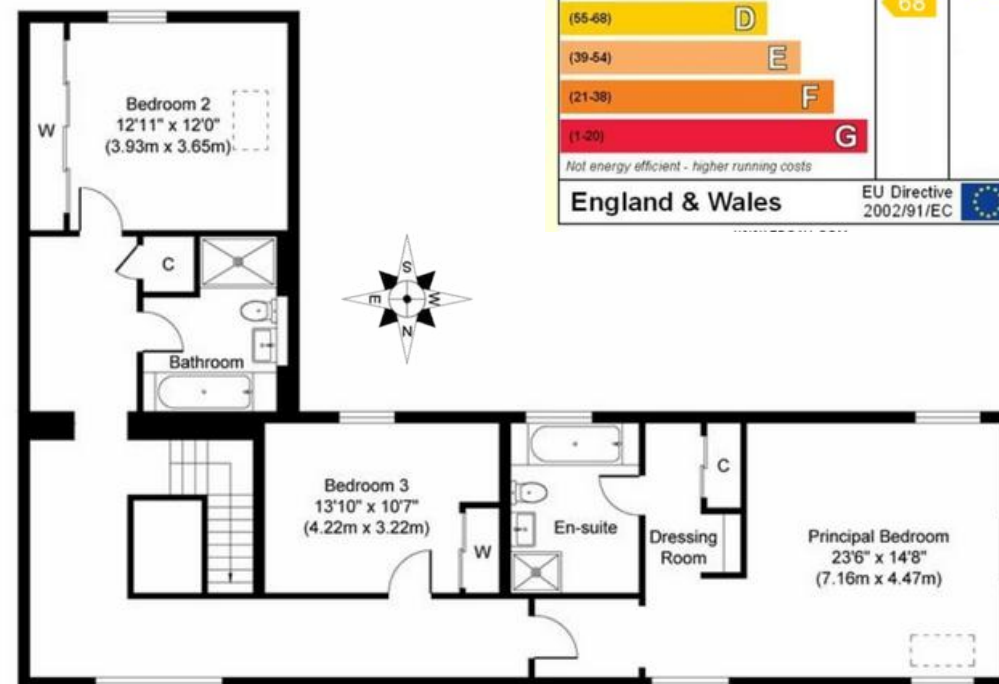 Bedroom 2
12'11" x 12'0"
(3.93m x 3.65m)
W
C
Bathroom
S
E
W
N
(55-68) D
68
(39-54) E
(21-38) F
(1-20) G
Not energy efficient - higher running costs
England & Wales
EU Directive
2002/91/EC
Bedroom 3
13'10" x 10'7"
(4.22m x 3.22m)
W
En-suite
C
Dressing
Room
Principal Bedroom
23'6" x 14'8"
(7.16m x 4.47m)